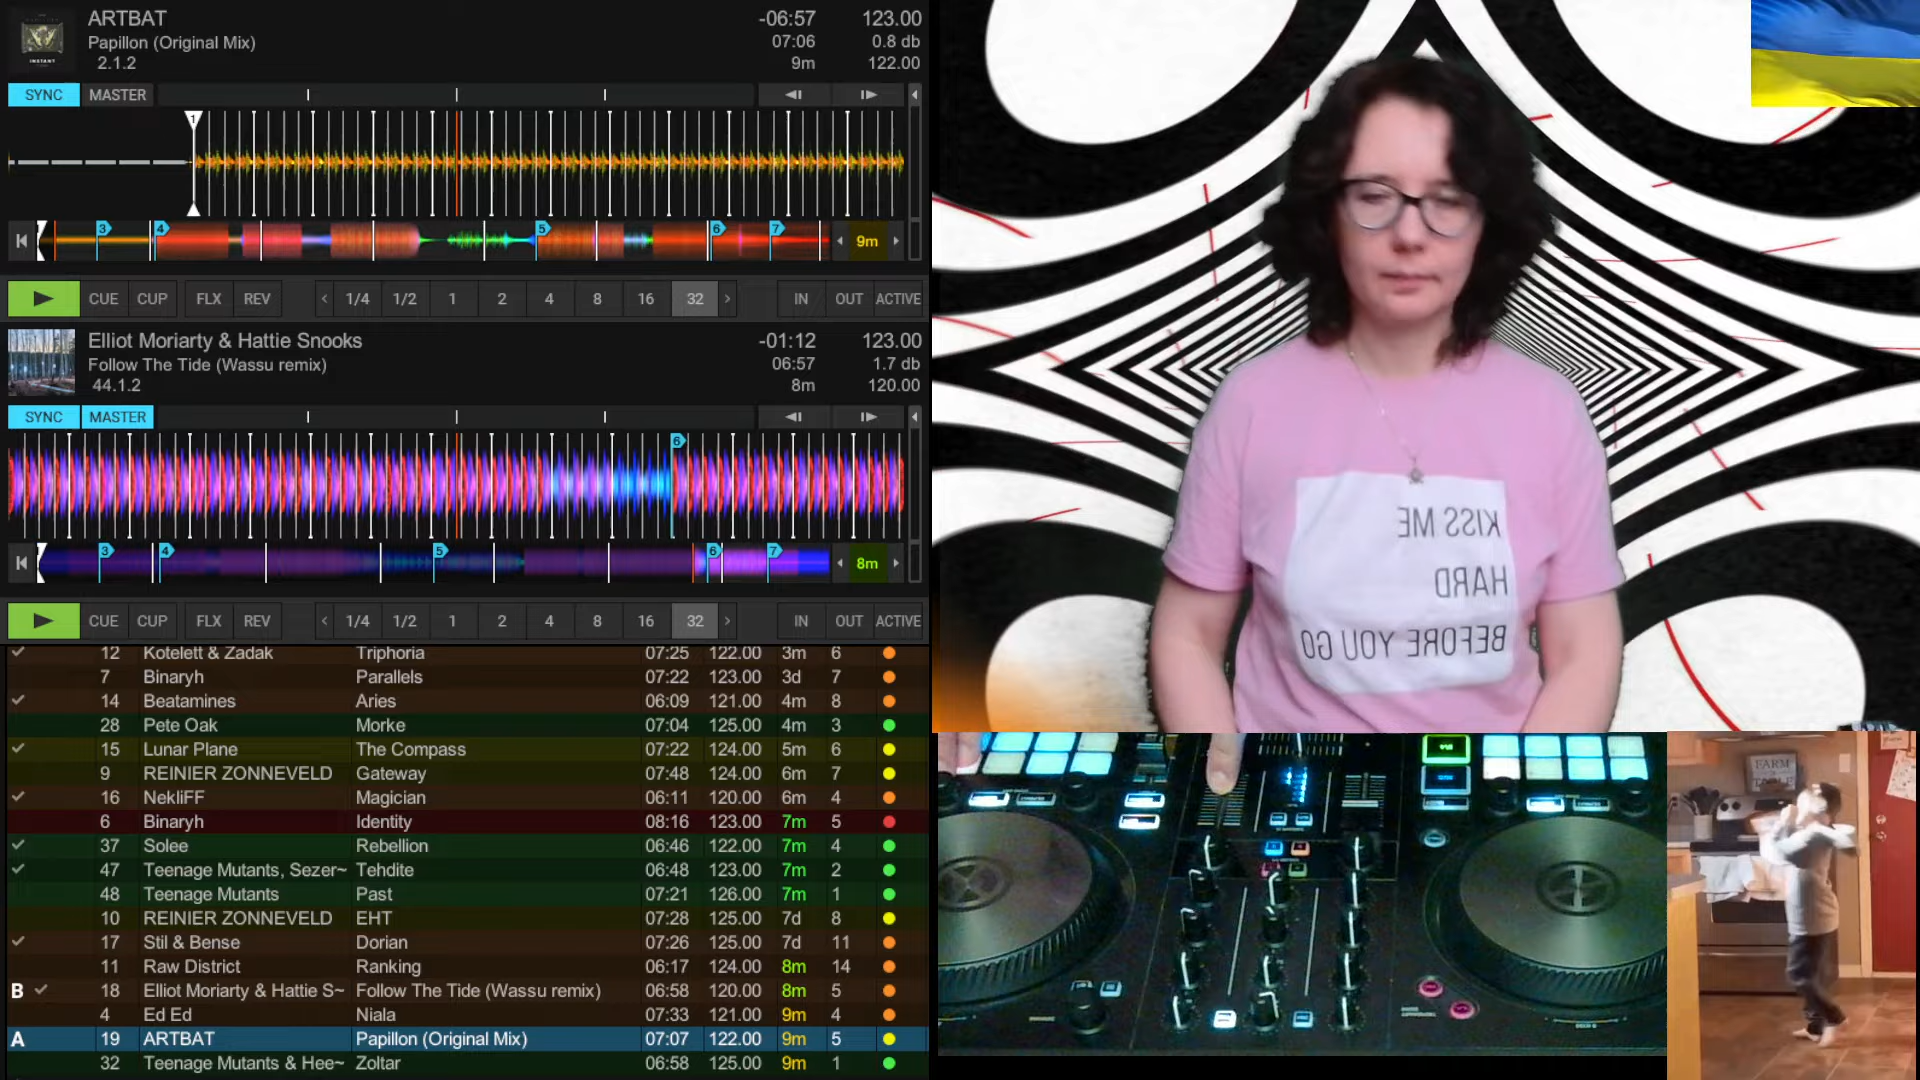 ARTBAT -06:57 123.00
Papillon (Original Mix) 07:06 0.8 db
2.1.2 9m 122.00
SYNC MASTER
1
3 4 5 6 7 9m
CUE CUP FLX REV 1/4 1/2 1 2 4 8 16 32 IN OUT ACTIVE
Elliot Moriarty & Hattie Snooks -01:12 123.00
Follow The Tide (Wassu remix) 06:57 1.7 db
44.1.2 8m 120.00
SYNC MASTER
6
3 4 5 6 7 8m
CUE CUP FLX REV 1/4 1/2 1 2 4 8 16 32 IN OUT ACTIVE
12 Kotelett & Zadak Triphoria 07:25 122.00 3m 6
7 Binaryh Parallels 07:22 123.00 3d 7
14 Beatamines Aries 06:09 121.00 4m 8
28 Pete Oak Morke 07:04 125.00 4m 3
15 Lunar Plane The Compass 07:22 124.00 5m 6
9 REINIER ZONNEVELD Gateway 07:48 124.00 6m 7
16 NekliFF Magician 06:11 120.00 6m 4
6 Binaryh Identity 08:16 123.00 7m 5
37 Solee Rebellion 06:46 122.00 7m 4
47 Teenage Mutants, Sezer~ Tehdite 06:48 123.00 7m 2
48 Teenage Mutants Past 07:21 126.00 7m 1
10 REINIER ZONNEVELD EHT 07:28 125.00 7d 8
17 Stil & Bense Dorian 07:26 125.00 7d 11
11 Raw District Ranking 06:17 124.00 8m 14
B 18 Elliot Moriarty & Hattie S~ Follow The Tide (Wassu remix) 06:58 120.00 8m 5
4 Ed Ed Niala 07:33 121.00 9m 4
A 19 ARTBAT Papillon (Original Mix) 07:07 122.00 9m 5
32 Teenage Mutants & Hee~ Zoltar 06:58 125.00 9m 1
KISS ME
HARD
BEFORE YOU GO
FARM
TABLE